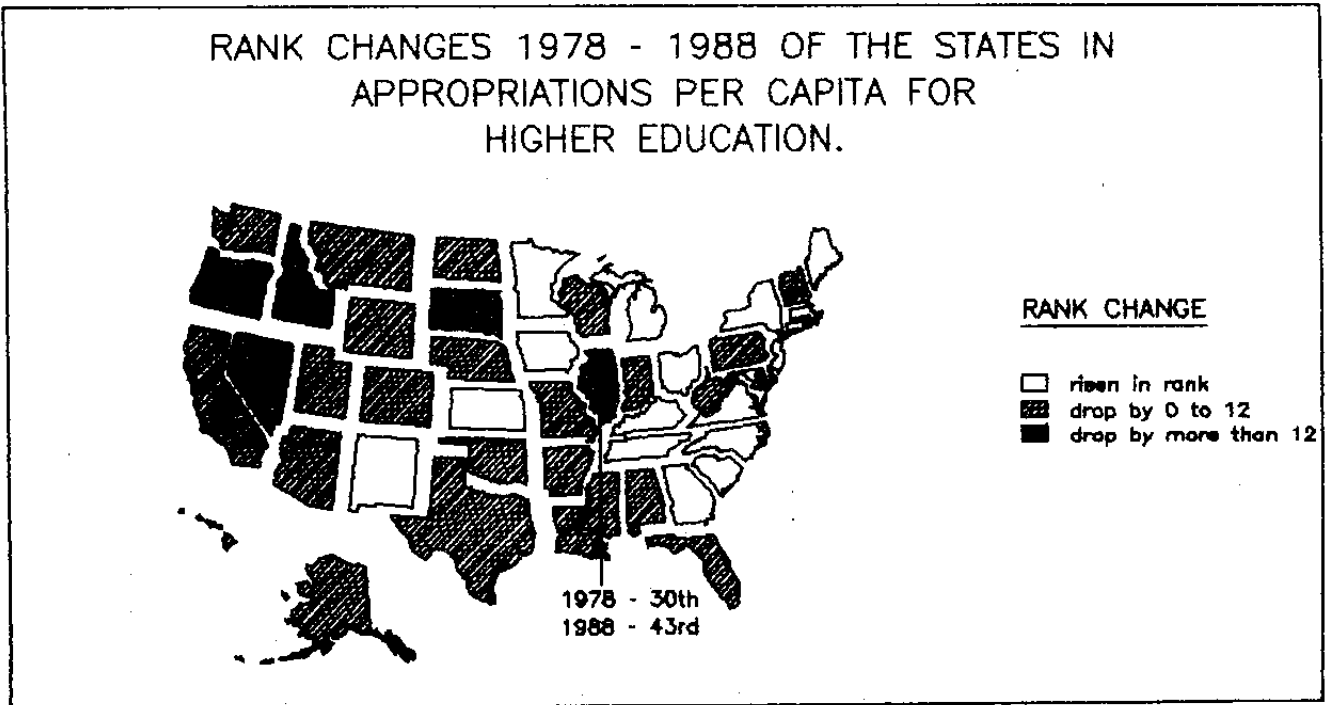 RANK CHANGES 1978 - 1988 OF THE STATES IN
APPROPRIATIONS PER CAPITA FOR
HIGHER EDUCATION.
RANK CHANGE
risen in rank
drop by 0 to 12
drop by more than 12
1978 - 30th
1988 - 43rd